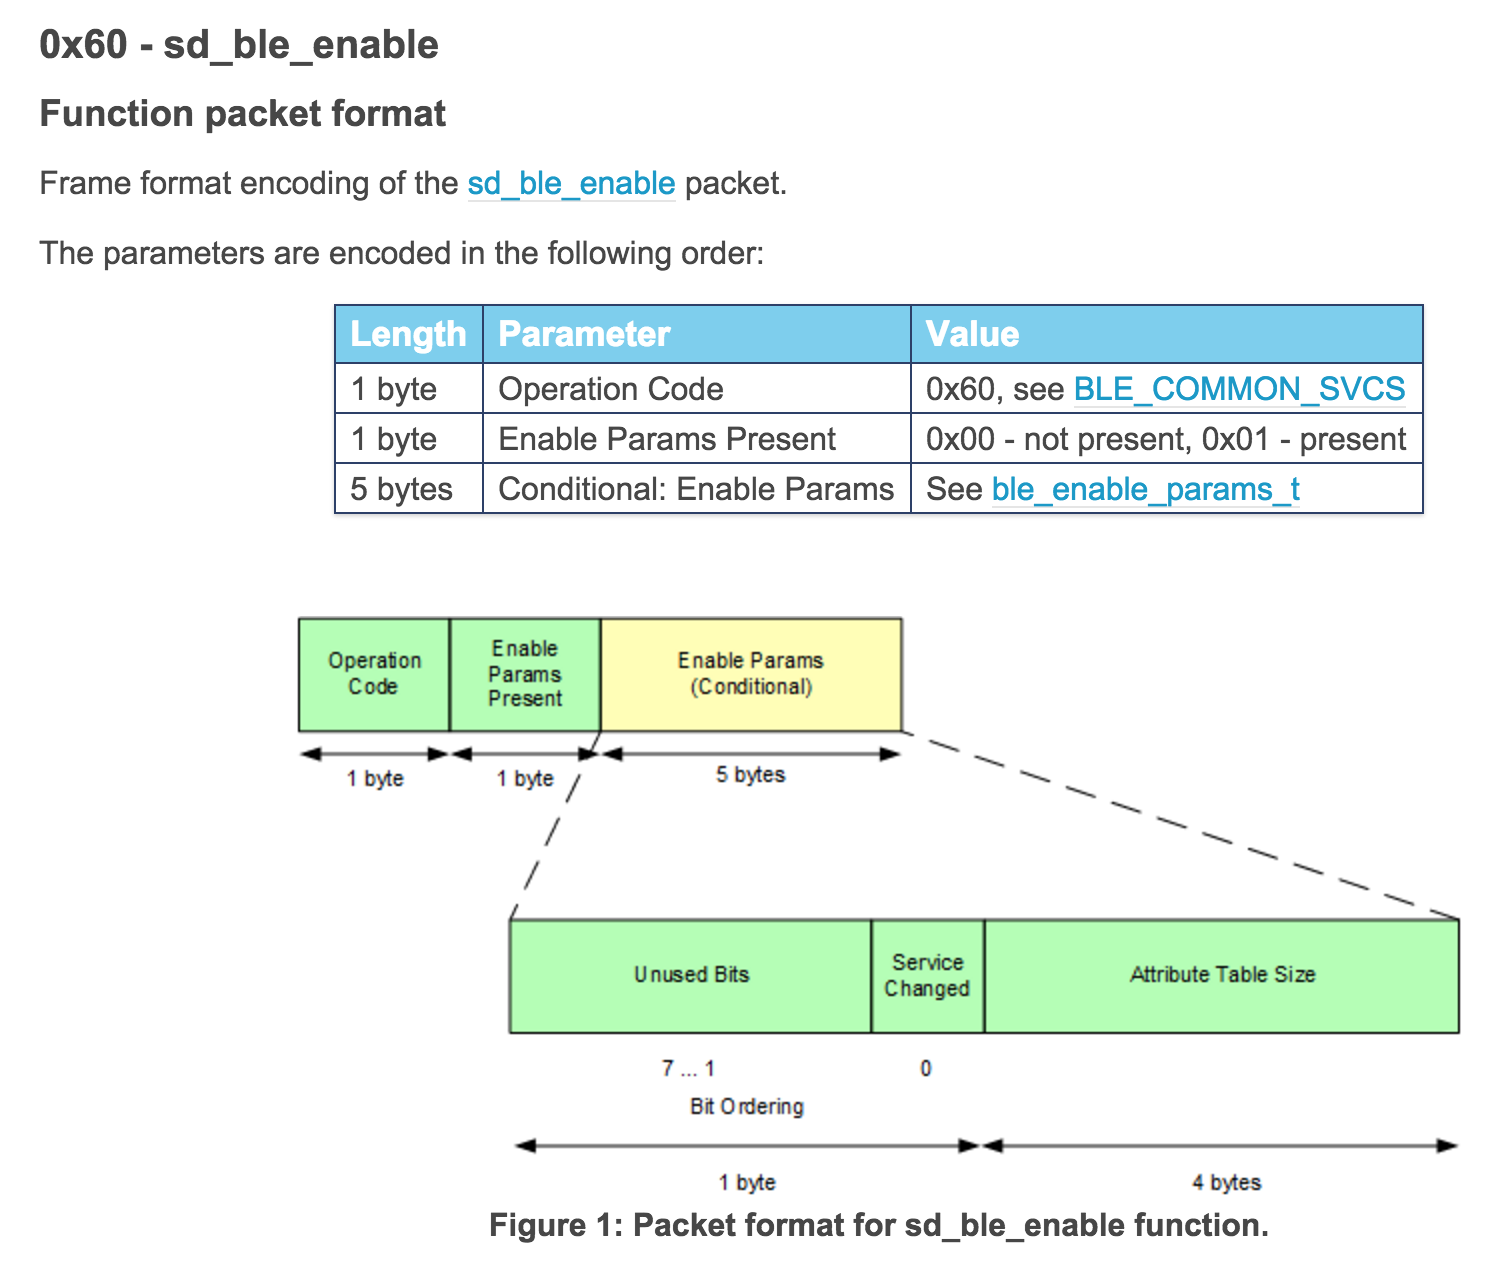 0x60 - sd_ble_enable
Function packet format
Frame format encoding of the sd_ble_enable packet.
The parameters are encoded in the following order:
Length Parameter Value
1 byte Operation Code 0x60, see BLE_COMMON_SVCS
1 byte Enable Params Present 0x00 - not present, 0x01 - present
5 bytes Conditional: Enable Params See ble_enable_params_t
Operation
Code
Enable
Params
Present
Enable Params
(Conditional)
1 byte
1 byte
5 bytes
Unused Bits
Service
Changed
Attribute Table Size
7 ... 1
0
Bit Ordering
1 byte
4 bytes
Figure 1: Packet format for sd_ble_enable function.